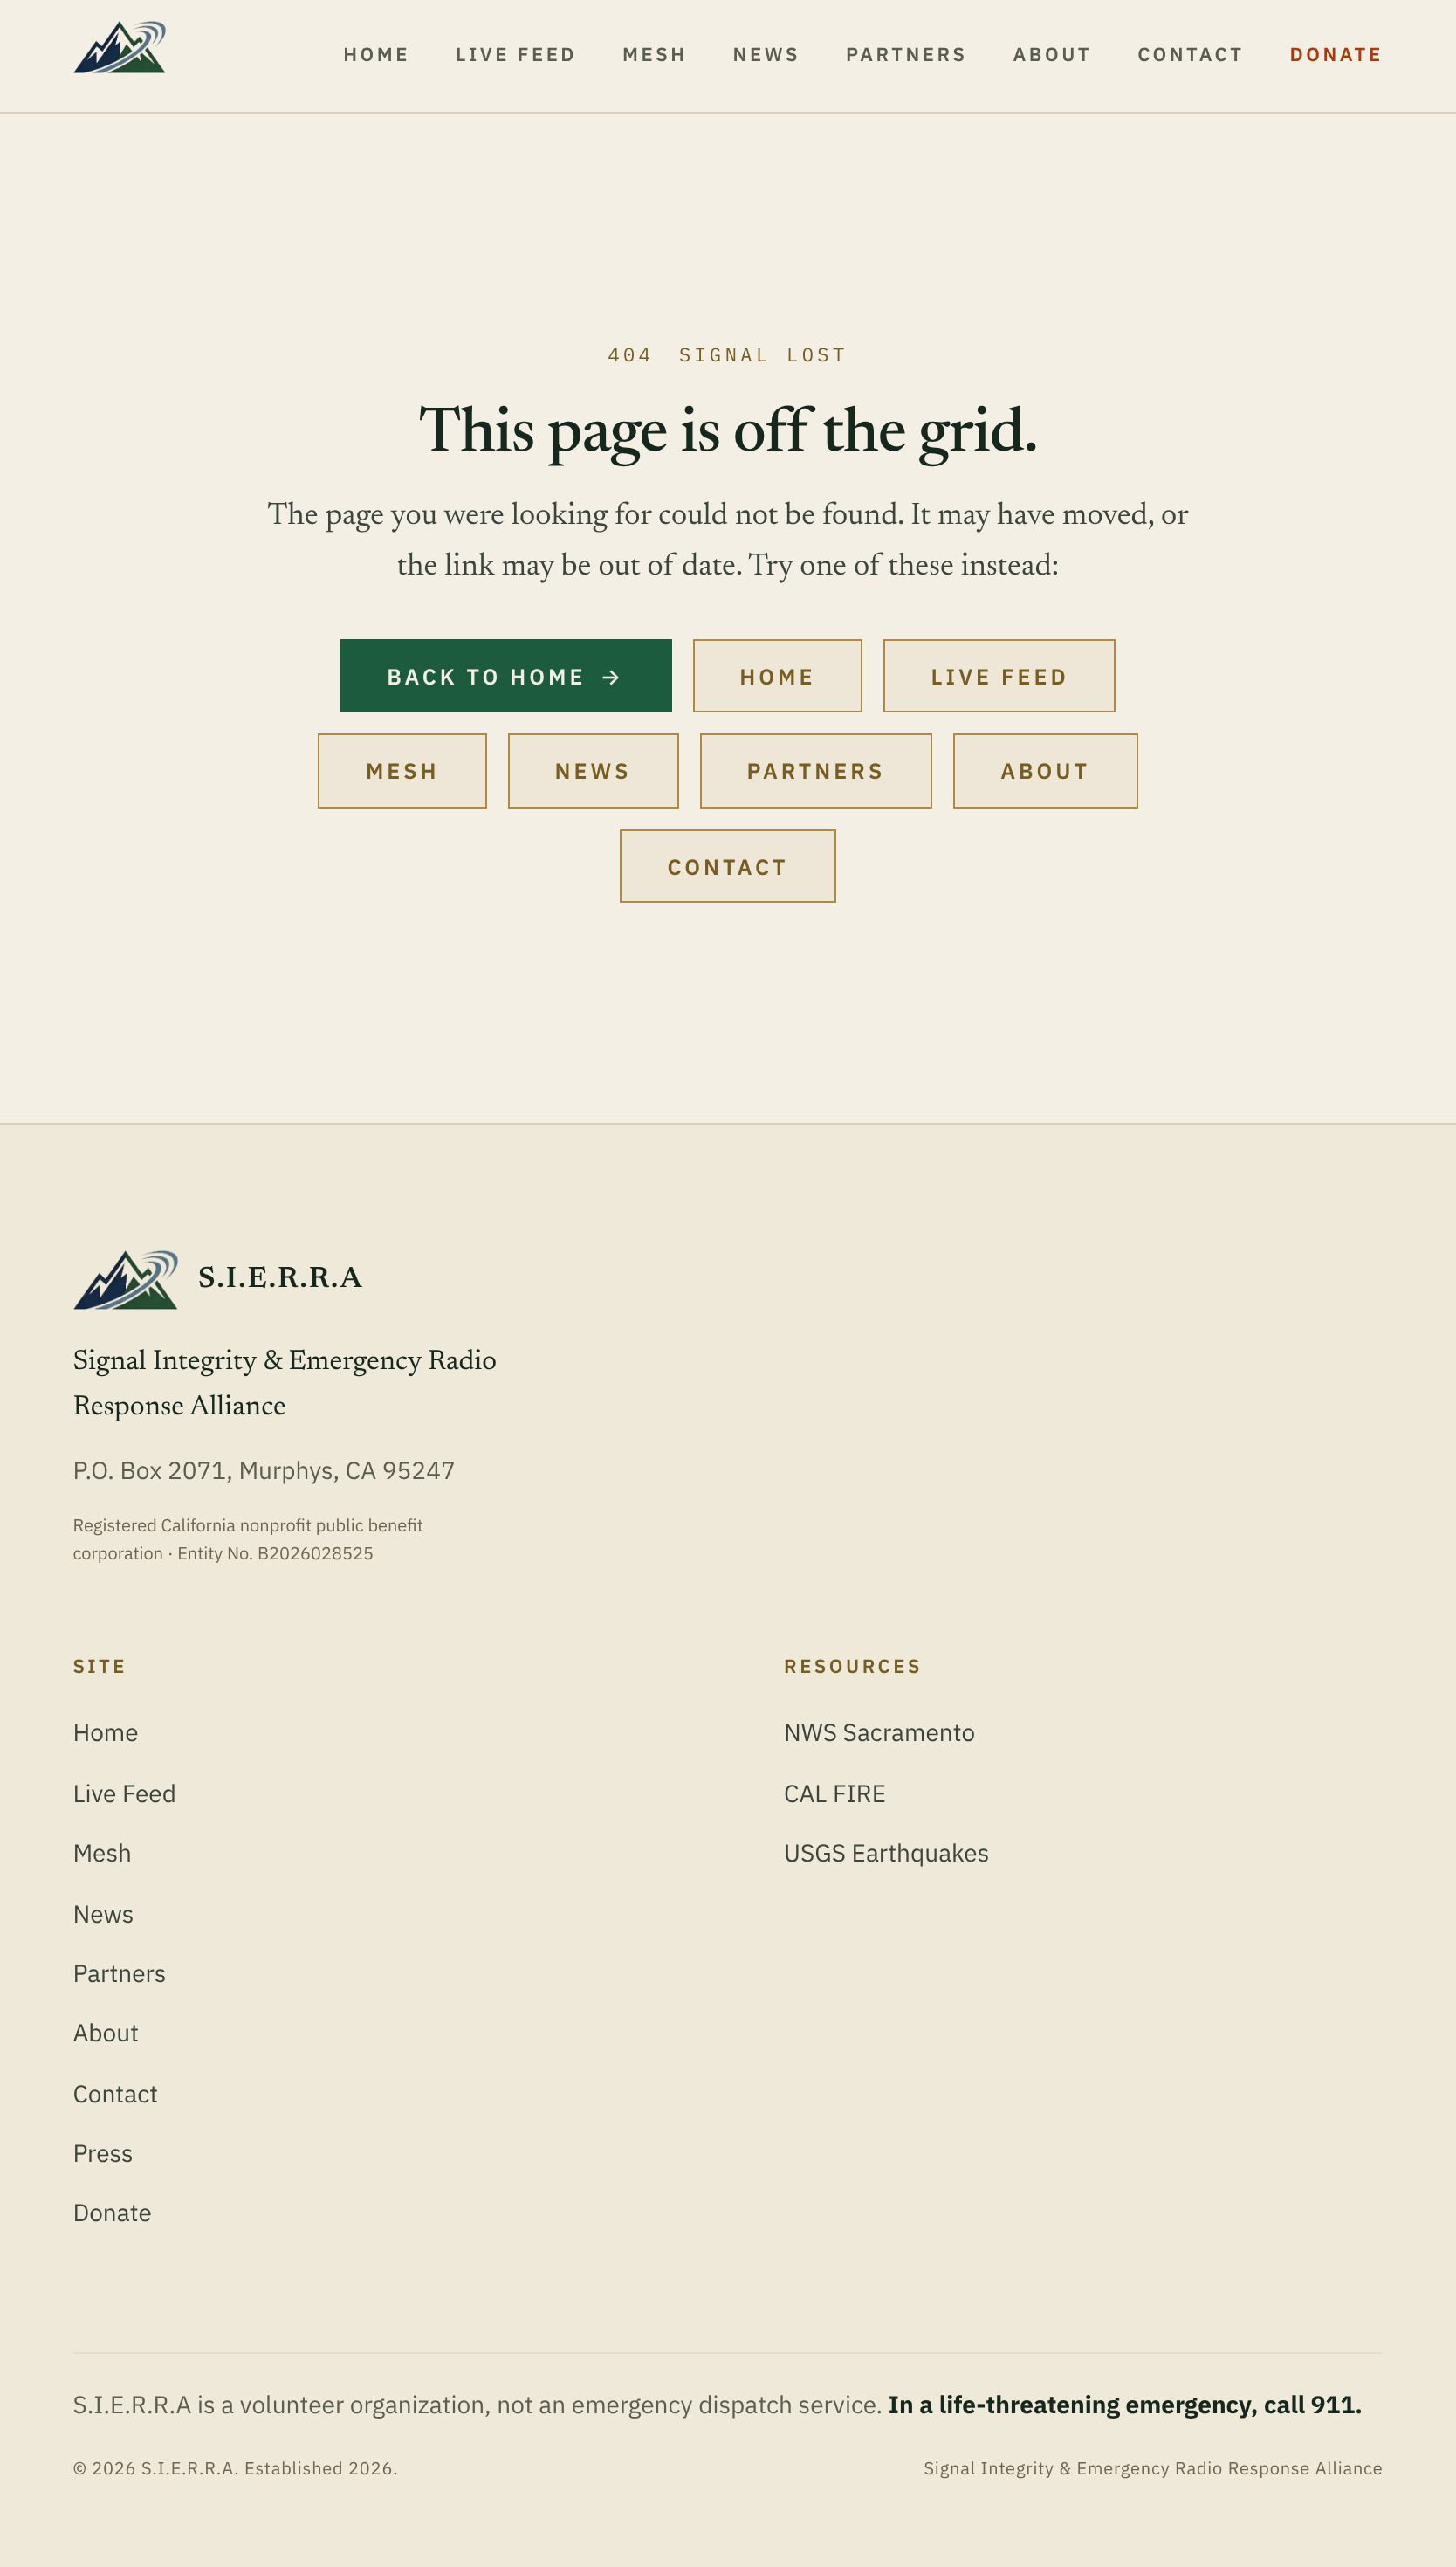 HOME LIVE FEED MESH NEWS PARTNERS ABOUT CONTACT DONATE
404 SIGNAL LOST
This page is off the grid.
The page you were looking for could not be found. It may have moved, or
the link may be out of date. Try one of these instead:
BACK TO HOME → HOME LIVE FEED
MESH NEWS PARTNERS ABOUT
CONTACT
S.I.E.R.R.A
Signal Integrity & Emergency Radio
Response Alliance
P.O. Box 2071, Murphys, CA 95247
Registered California nonprofit public benefit
corporation · Entity No. B2026028525
SITE
Home
Live Feed
Mesh
News
Partners
About
Contact
Press
Donate
RESOURCES
NWS Sacramento
CAL FIRE
USGS Earthquakes
S.I.E.R.R.A is a volunteer organization, not an emergency dispatch service. In a life-threatening emergency, call 911.
© 2026 S.I.E.R.R.A. Established 2026.
Signal Integrity & Emergency Radio Response Alliance